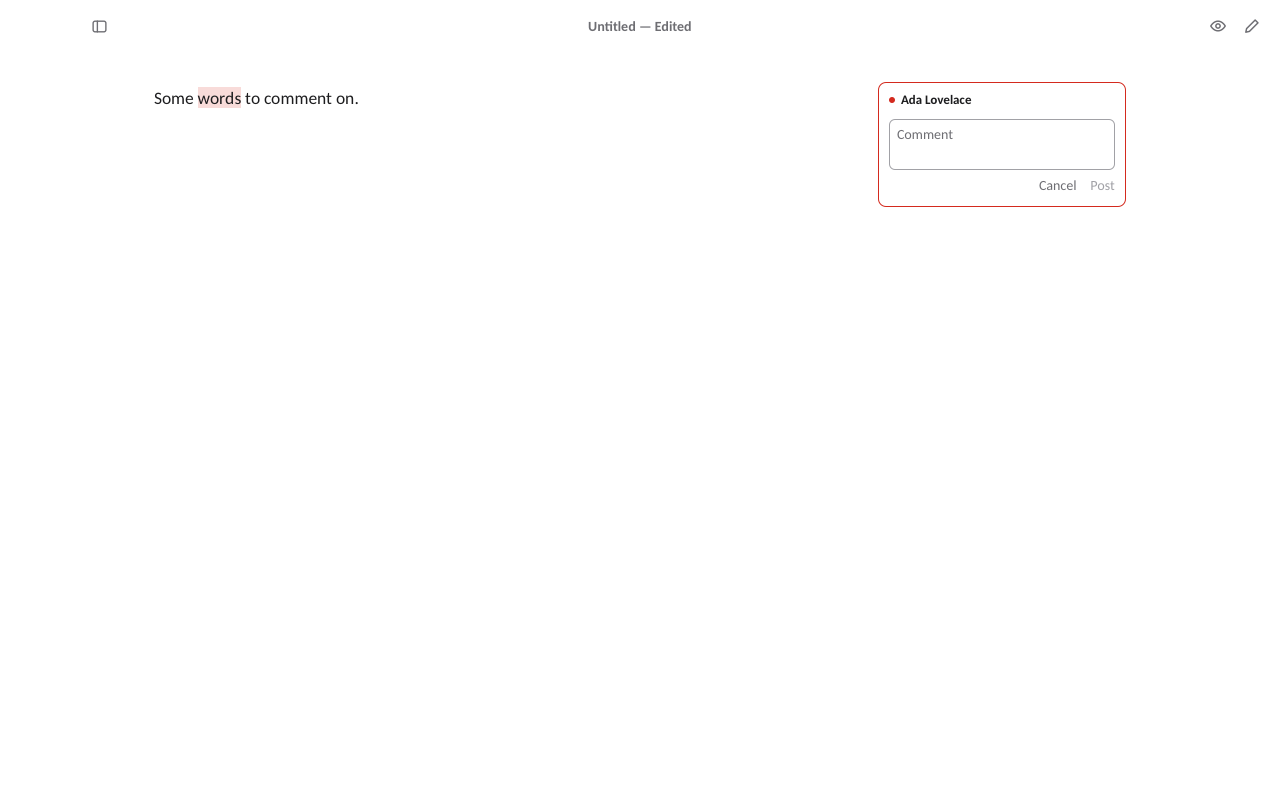 Untitled — Edited
Some words to comment on.
Ada Lovelace
Comment
Cancel Post